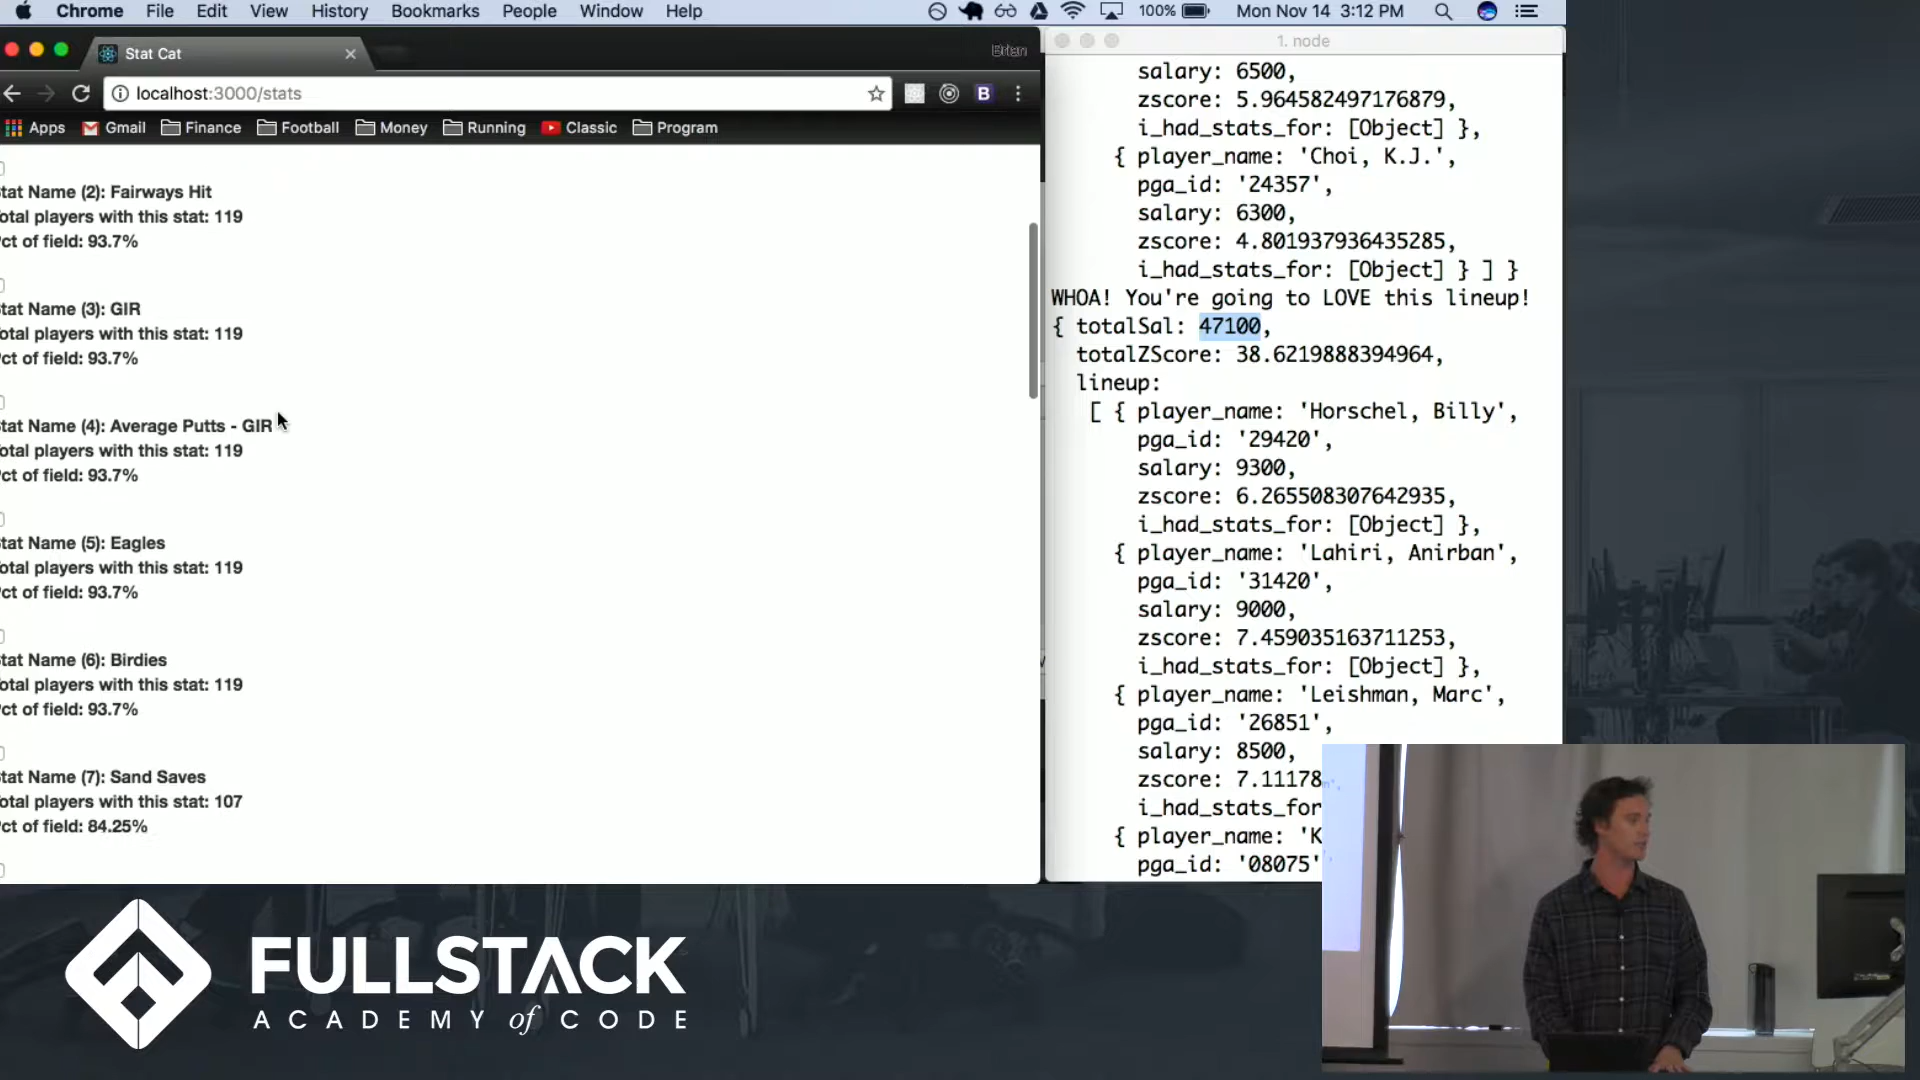 Chrome File Edit View History Bookmarks People Window Help 100% Mon Nov 14 3:12 PM
Stat Cat
Brian
localhost:3000/stats
B
Apps Gmail Finance Football Money Running Classic Program
tat Name (2): Fairways Hit
otal players with this stat: 119
ct of field: 93.7%
tat Name (3): GIR
otal players with this stat: 119
ct of field: 93.7%
tat Name (4): Average Putts - GIR
otal players with this stat: 119
ct of field: 93.7%
tat Name (5): Eagles
otal players with this stat: 119
ct of field: 93.7%
tat Name (6): Birdies
otal players with this stat: 119
ct of field: 93.7%
tat Name (7): Sand Saves
otal players with this stat: 107
ct of field: 84.25%
1. node
salary: 6500,
zscore: 5.964582497176879,
i_had_stats_for: [Object] },
{ player_name: 'Choi, K.J.',
pga_id: '24357',
salary: 6300,
zscore: 4.801937936435285,
i_had_stats_for: [Object] } ] }
WHOA! You're going to LOVE this lineup!
{ totalSal: 47100,
totalZScore: 38.6219888394964,
lineup:
[ { player_name: 'Horschel, Billy',
pga_id: '29420',
salary: 9300,
zscore: 6.265508307642935,
i_had_stats_for: [Object] },
{ player_name: 'Lahiri, Anirban',
pga_id: '31420',
salary: 9000,
zscore: 7.459035163711253,
i_had_stats_for: [Object] },
{ player_name: 'Leishman, Marc',
pga_id: '26851',
salary: 8500,
zscore: 7.11178
i_had_stats_for
{ player_name: 'K
pga_id: '08075'
FULLSTACK
ACADEMY of CODE